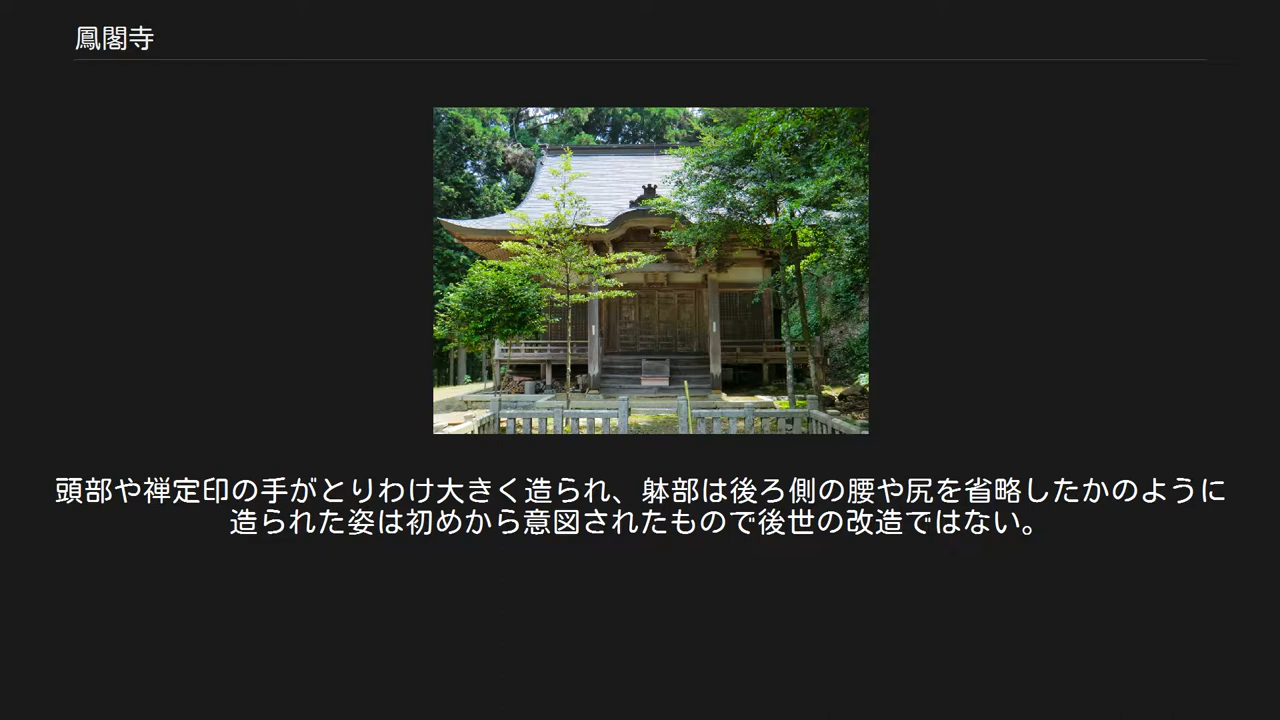 鳳閣寺
頭部や禅定印の手がとりわけ大きく造られ、躰部は後ろ側の腰や尻を省略したかのように
造られた姿は初めから意図されたもので後世の改造ではない。